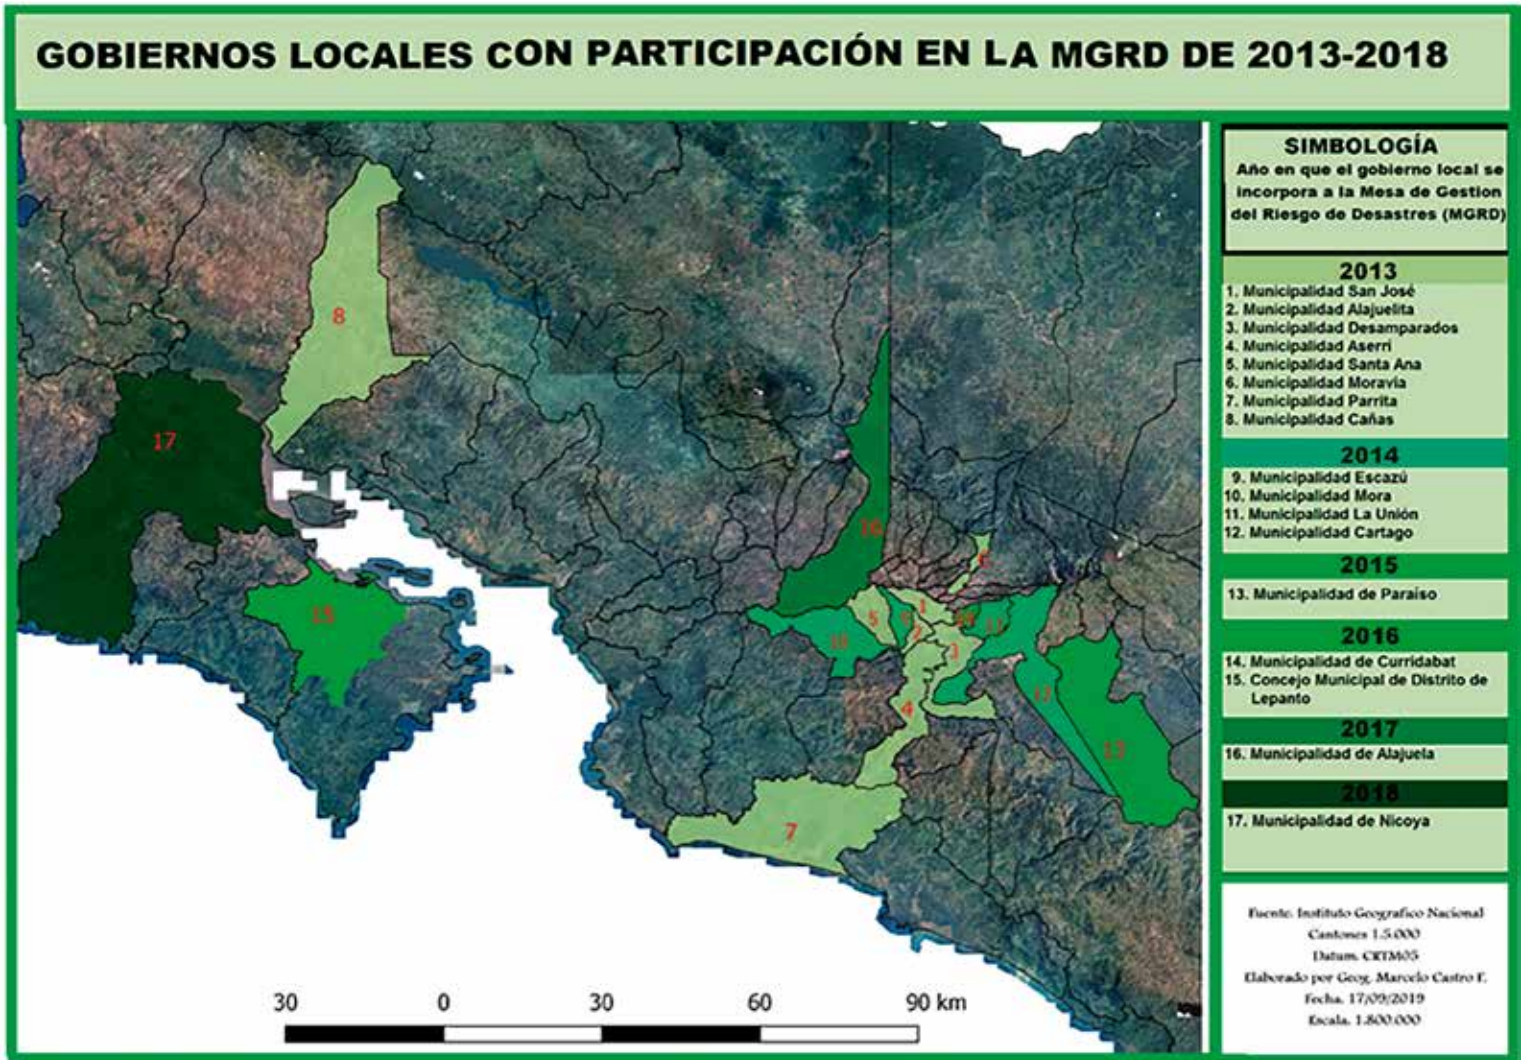 GOBIERNOS LOCALES CON PARTICIPACIÓN EN LA MGRD DE 2013-2018
SIMBOLOGÍA
Año en que el gobierno local se
incorpora a la Mesa de Gestion
del Riesgo de Desastres (MGRD)
2013
1. Municipalidad San José
2. Municipalidad Alajuelita
3. Municipalidad Desamparados
4. Municipalidad Aserrí
5. Municipalidad Santa Ana
6. Municipalidad Moravia
7. Municipalidad Parrita
8. Municipalidad Cañas
2014
9. Municipalidad Escazú
10. Municipalidad Mora
11. Municipalidad La Unión
12. Municipalidad Cartago
2015
13. Municipalidad de Paraíso
2016
14. Municipalidad de Curridabat
15. Concejo Municipal de Distrito de
Lepanto
2017
16. Municipalidad de Alajuela
2018
17. Municipalidad de Nicoya
Fuente. Instituto Geografico Nacional
Cantones 1.5.000
Datum. CRTM05
Elaborado por Geog. Marcelo Castro F.
Fecha. 17/09/2019
Escala. 1.800.000
8
17
16
6
15
5
9
1
2
11
10
3
4
12
13
7
30 0 30 60 90 km